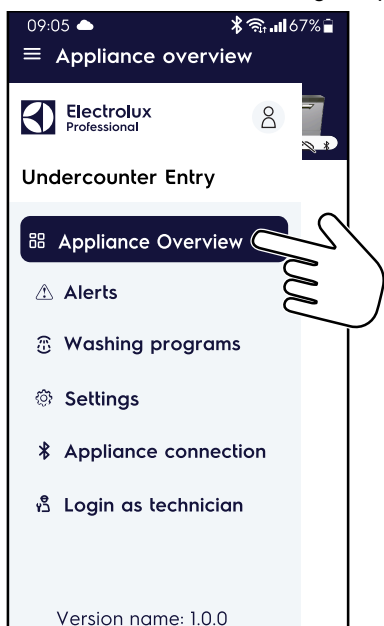 09:05 67%
Appliance overview
Electrolux
Professional
Undercounter Entry
Appliance Overview
Alerts
Washing programs
Settings
Appliance connection
Login as technician
Version name: 1.0.0